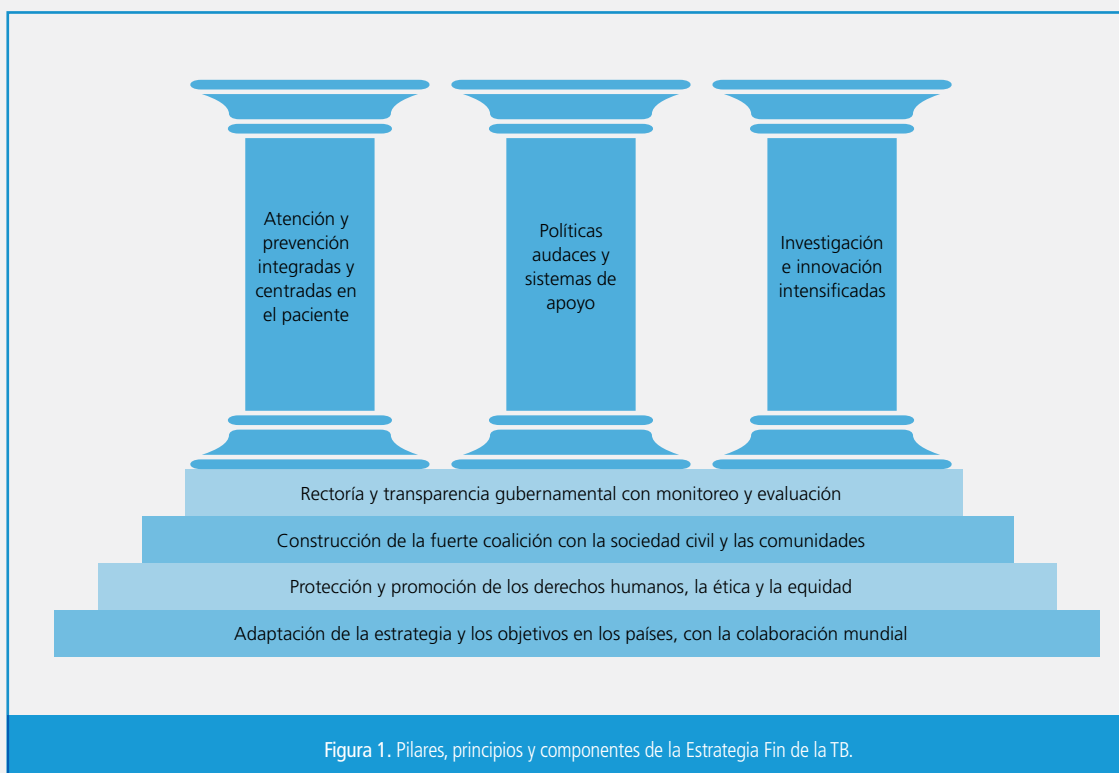 Atención y
prevención
integradas y
centradas en
el paciente
Políticas
audaces y
sistemas de
apoyo
Investigación
e innovación
intensificadas
Rectoría y transparencia gubernamental con monitoreo y evaluación
Construcción de la fuerte coalición con la sociedad civil y las comunidades
Protección y promoción de los derechos humanos, la ética y la equidad
Adaptación de la estrategia y los objetivos en los países, con la colaboración mundial
Figura 1. Pilares, principios y componentes de la Estrategia Fin de la TB.